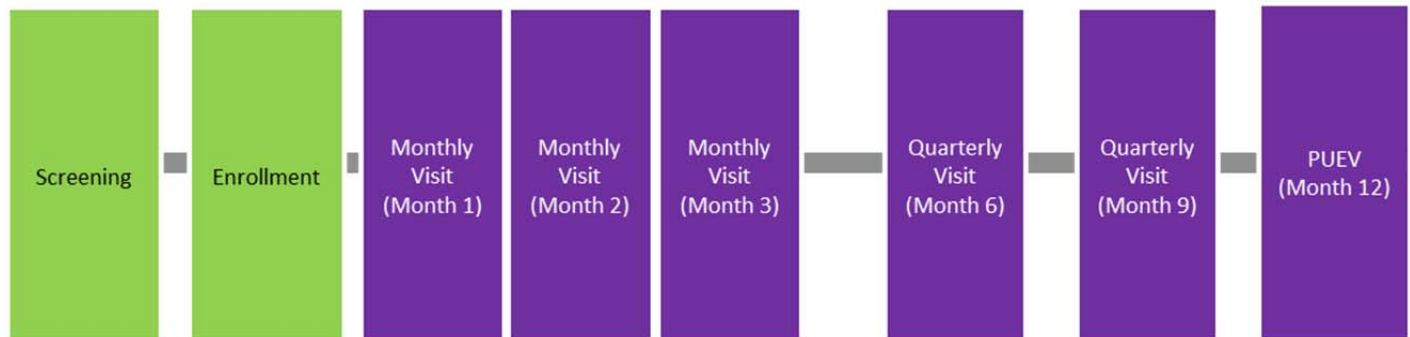 Screening
Enrollment
Monthly
Visit
(Month 1)
Monthly
Visit
(Month 2)
Monthly
Visit
(Month 3)
Quarterly
Visit
(Month 6)
Quarterly
Visit
(Month 9)
PUEV
(Month 12)